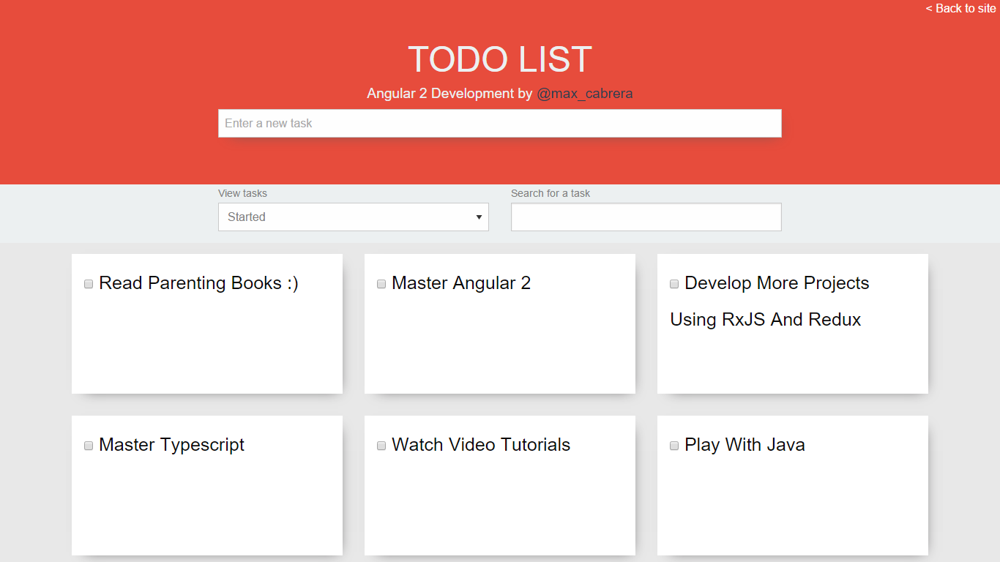 < Back to site
TODO LIST
Angular 2 Development by @max_cabrera
Enter a new task
View tasks
Search for a task
Started
Read Parenting Books :)
Master Angular 2
Develop More Projects
Using RxJS And Redux
Master Typescript
Watch Video Tutorials
Play With Java